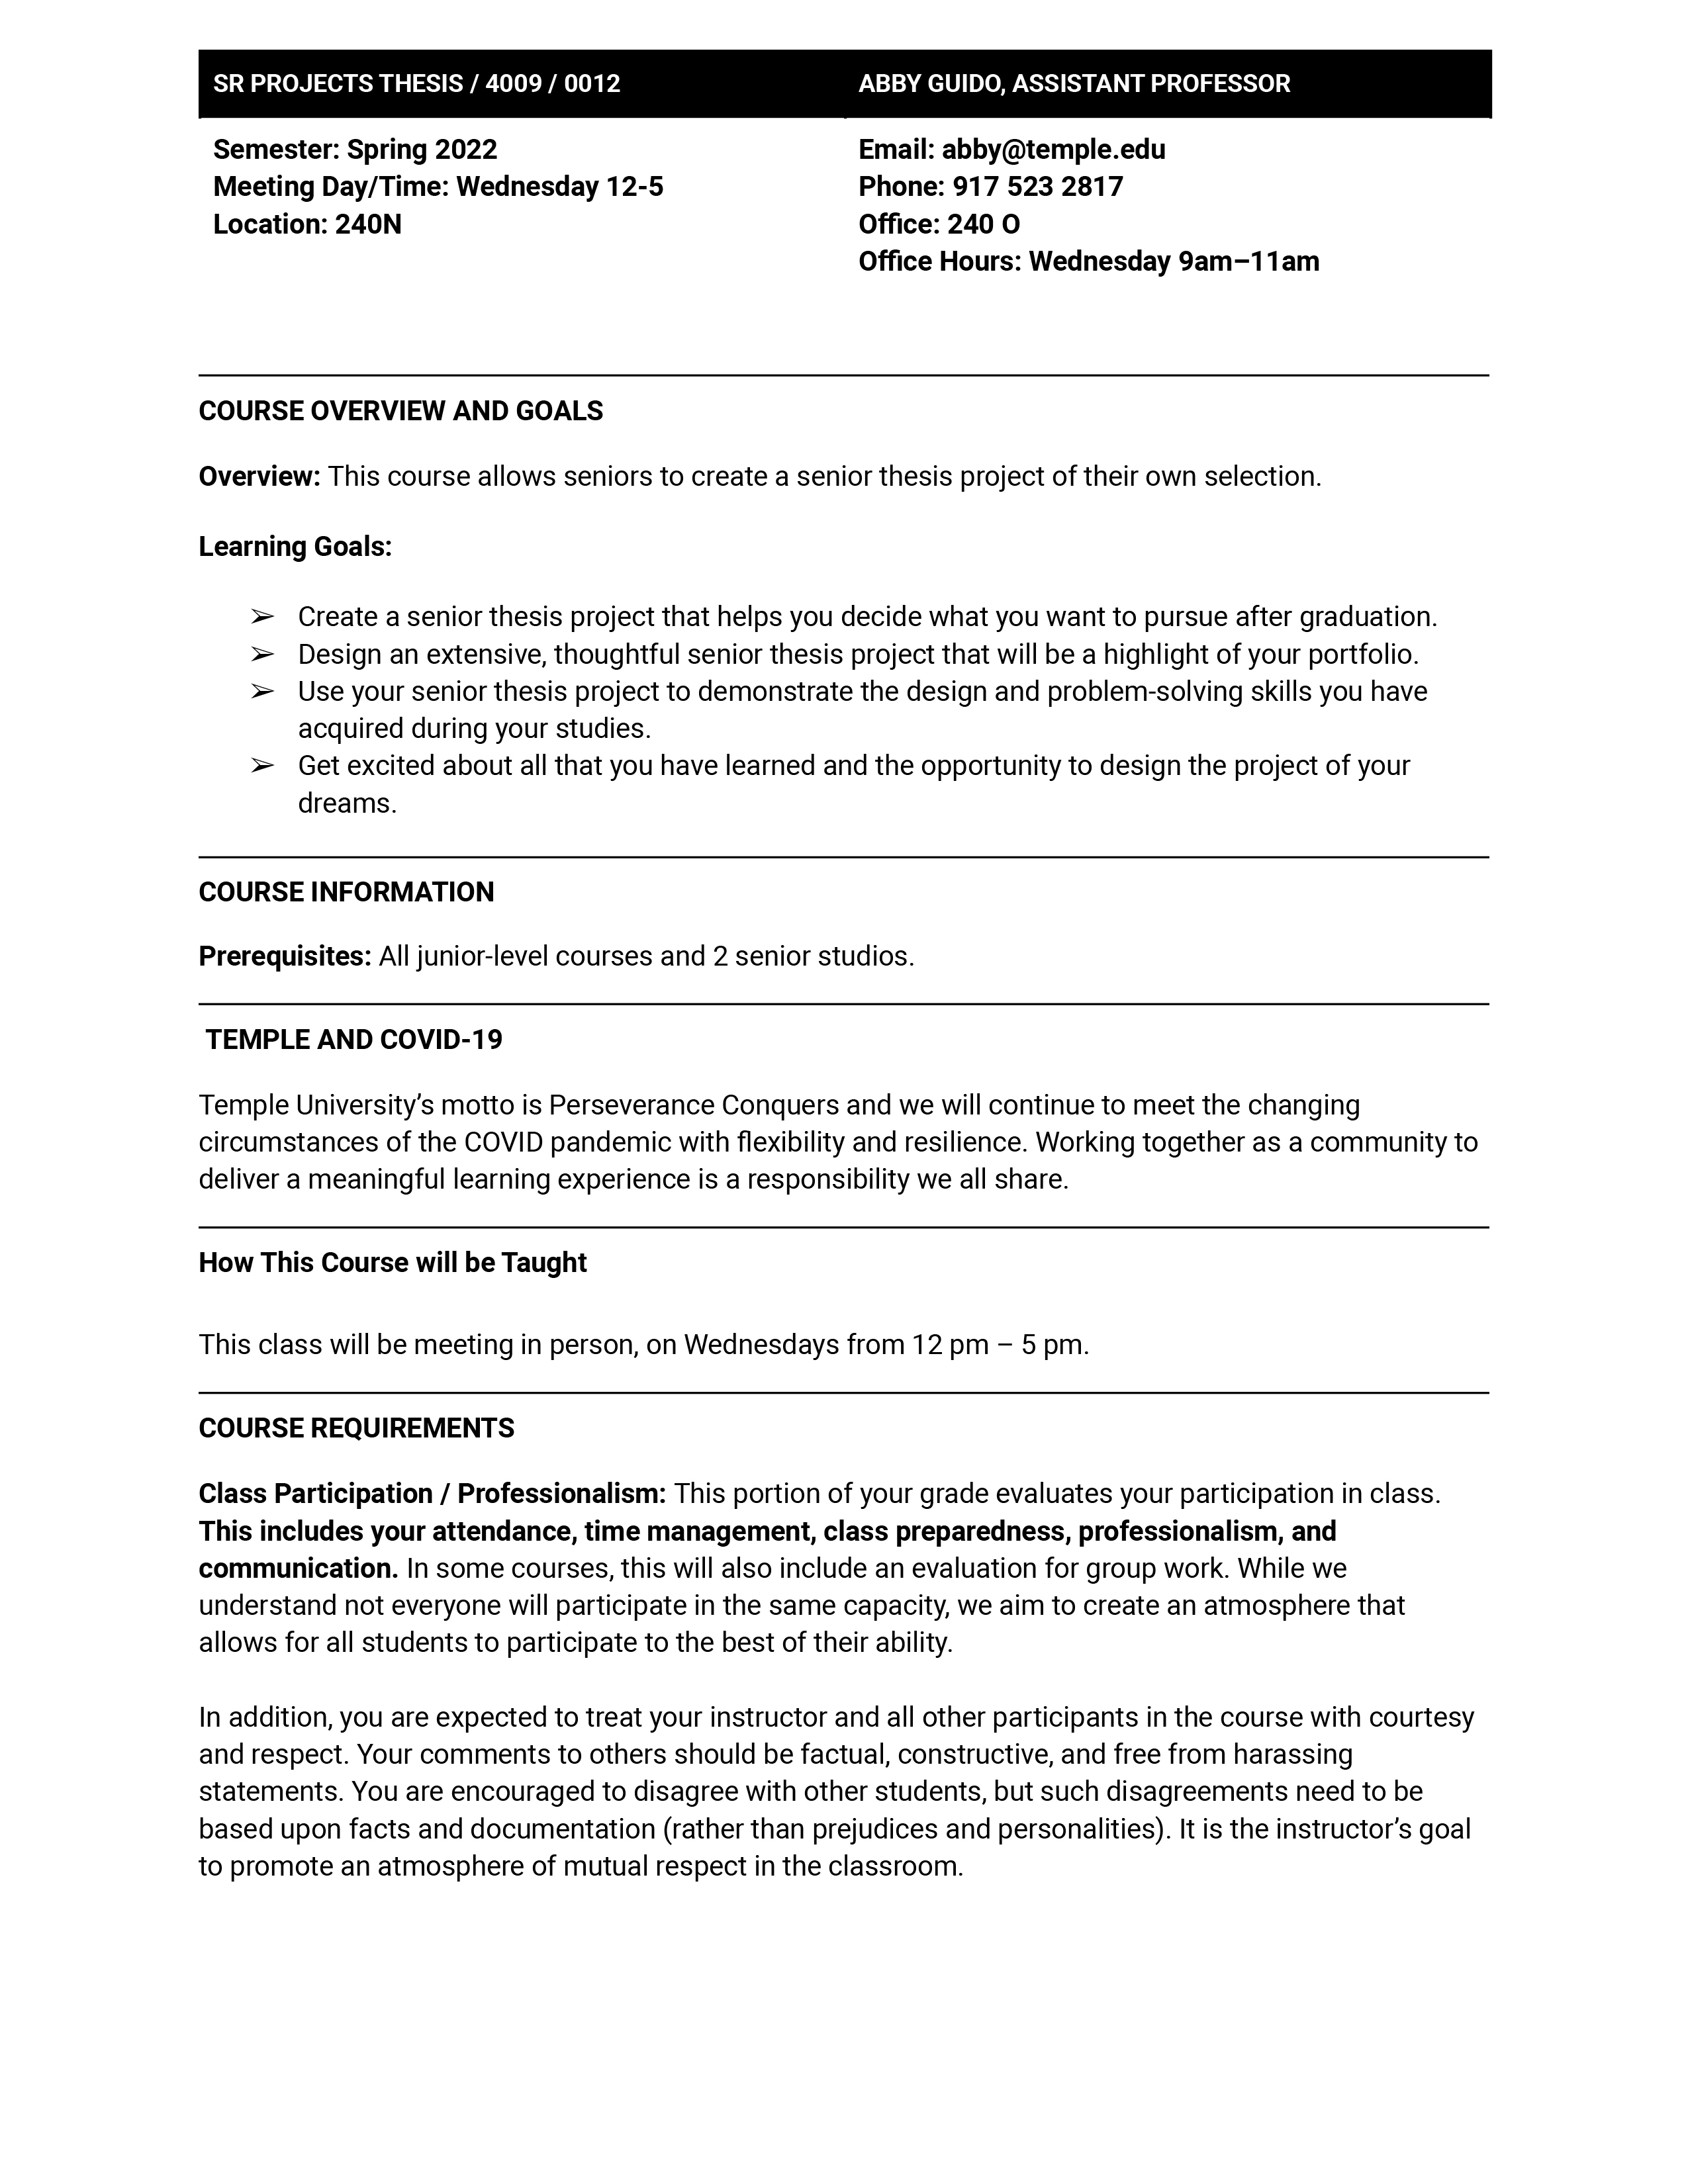 SR PROJECTS THESIS / 4009 / 0012
ABBY GUIDO, ASSISTANT PROFESSOR
Semester: Spring 2022
Meeting Day/Time: Wednesday 12-5
Location: 240N
Email: abby@temple.edu
Phone: 917 523 2817
Office: 240 O
Office Hours: Wednesday 9am–11am
COURSE OVERVIEW AND GOALS
Overview: This course allows seniors to create a senior thesis project of their own selection.
Learning Goals:
➢ Create a senior thesis project that helps you decide what you want to pursue after graduation.
➢ Design an extensive, thoughtful senior thesis project that will be a highlight of your portfolio.
➢ Use your senior thesis project to demonstrate the design and problem-solving skills you have
acquired during your studies.
➢ Get excited about all that you have learned and the opportunity to design the project of your
dreams.
COURSE INFORMATION
Prerequisites: All junior-level courses and 2 senior studios.
TEMPLE AND COVID-19
Temple University’s motto is Perseverance Conquers and we will continue to meet the changing
circumstances of the COVID pandemic with flexibility and resilience. Working together as a community to
deliver a meaningful learning experience is a responsibility we all share.
How This Course will be Taught
This class will be meeting in person, on Wednesdays from 12 pm – 5 pm.
COURSE REQUIREMENTS
Class Participation / Professionalism: This portion of your grade evaluates your participation in class.
This includes your attendance, time management, class preparedness, professionalism, and
communication. In some courses, this will also include an evaluation for group work. While we
understand not everyone will participate in the same capacity, we aim to create an atmosphere that
allows for all students to participate to the best of their ability.
In addition, you are expected to treat your instructor and all other participants in the course with courtesy
and respect. Your comments to others should be factual, constructive, and free from harassing
statements. You are encouraged to disagree with other students, but such disagreements need to be
based upon facts and documentation (rather than prejudices and personalities). It is the instructor’s goal
to promote an atmosphere of mutual respect in the classroom.